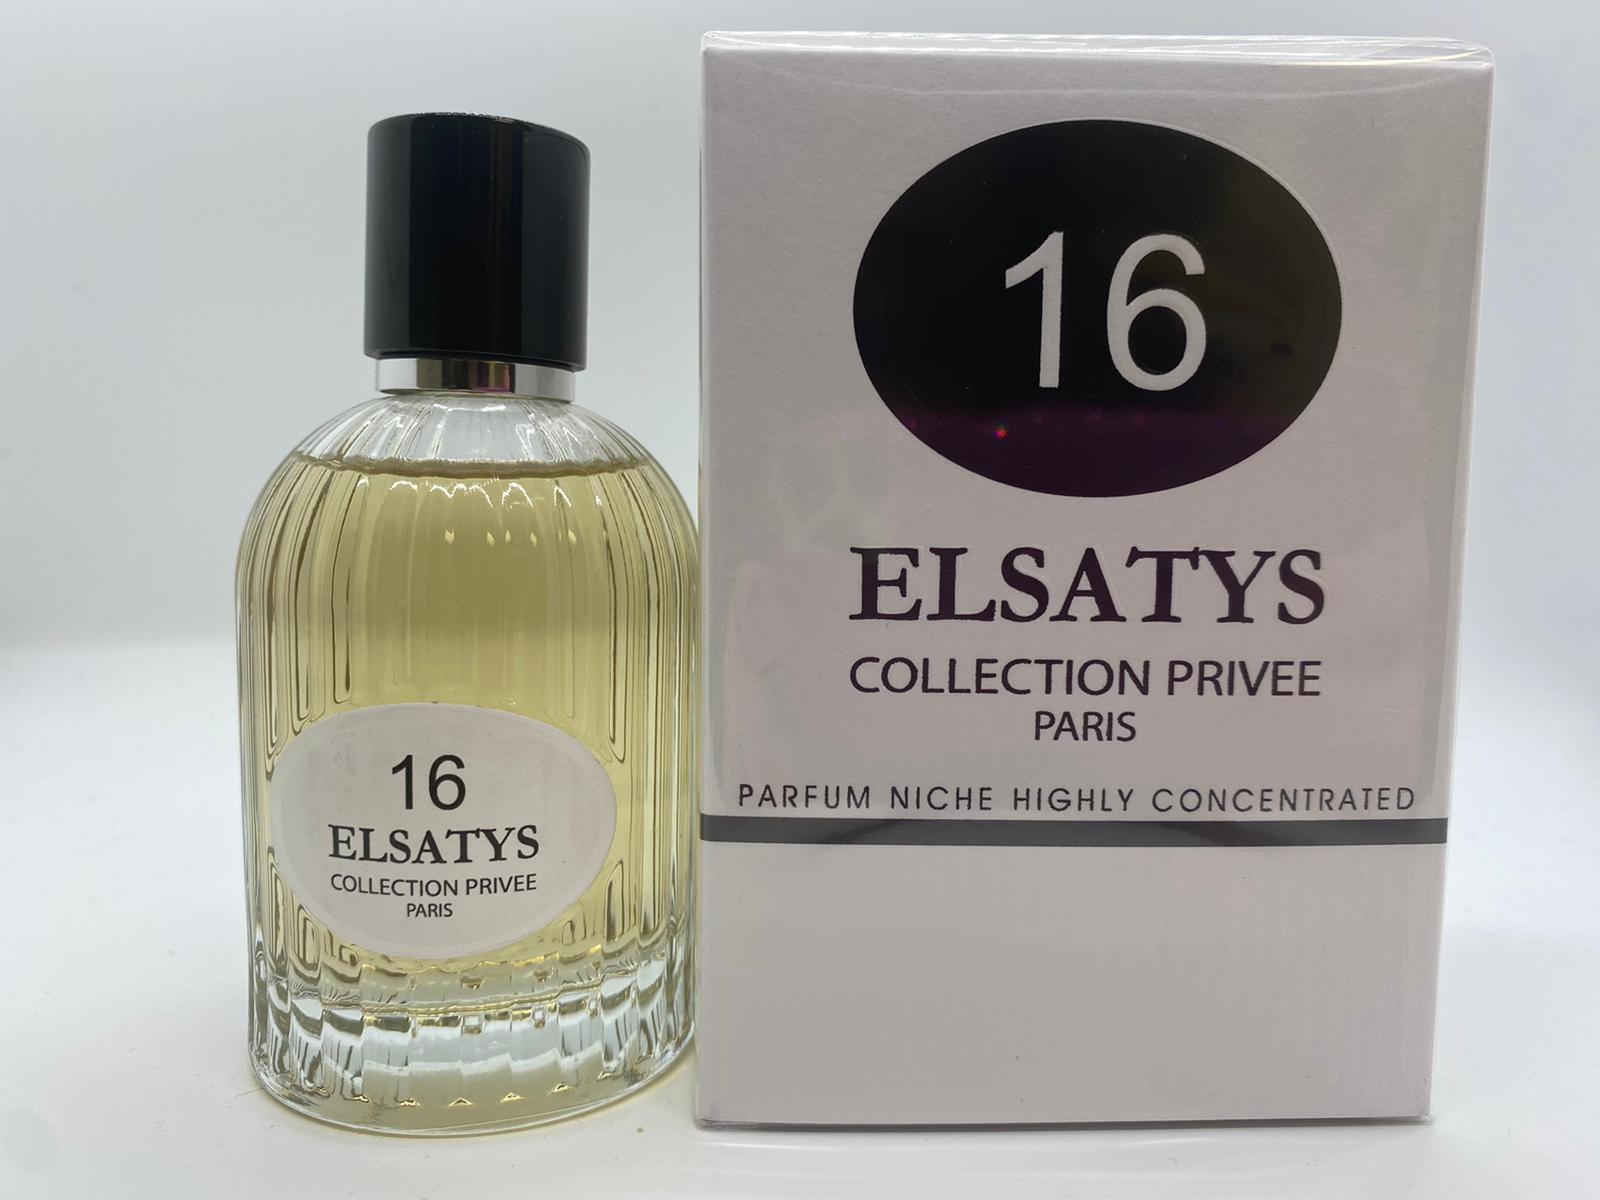 16
ELSATYS
COLLECTION PRIVEE
PARIS
16
ELSATYS
COLLECTION PRIVEE
PARIS
PARFUM NICHE HIGHLY CONCENTRATED